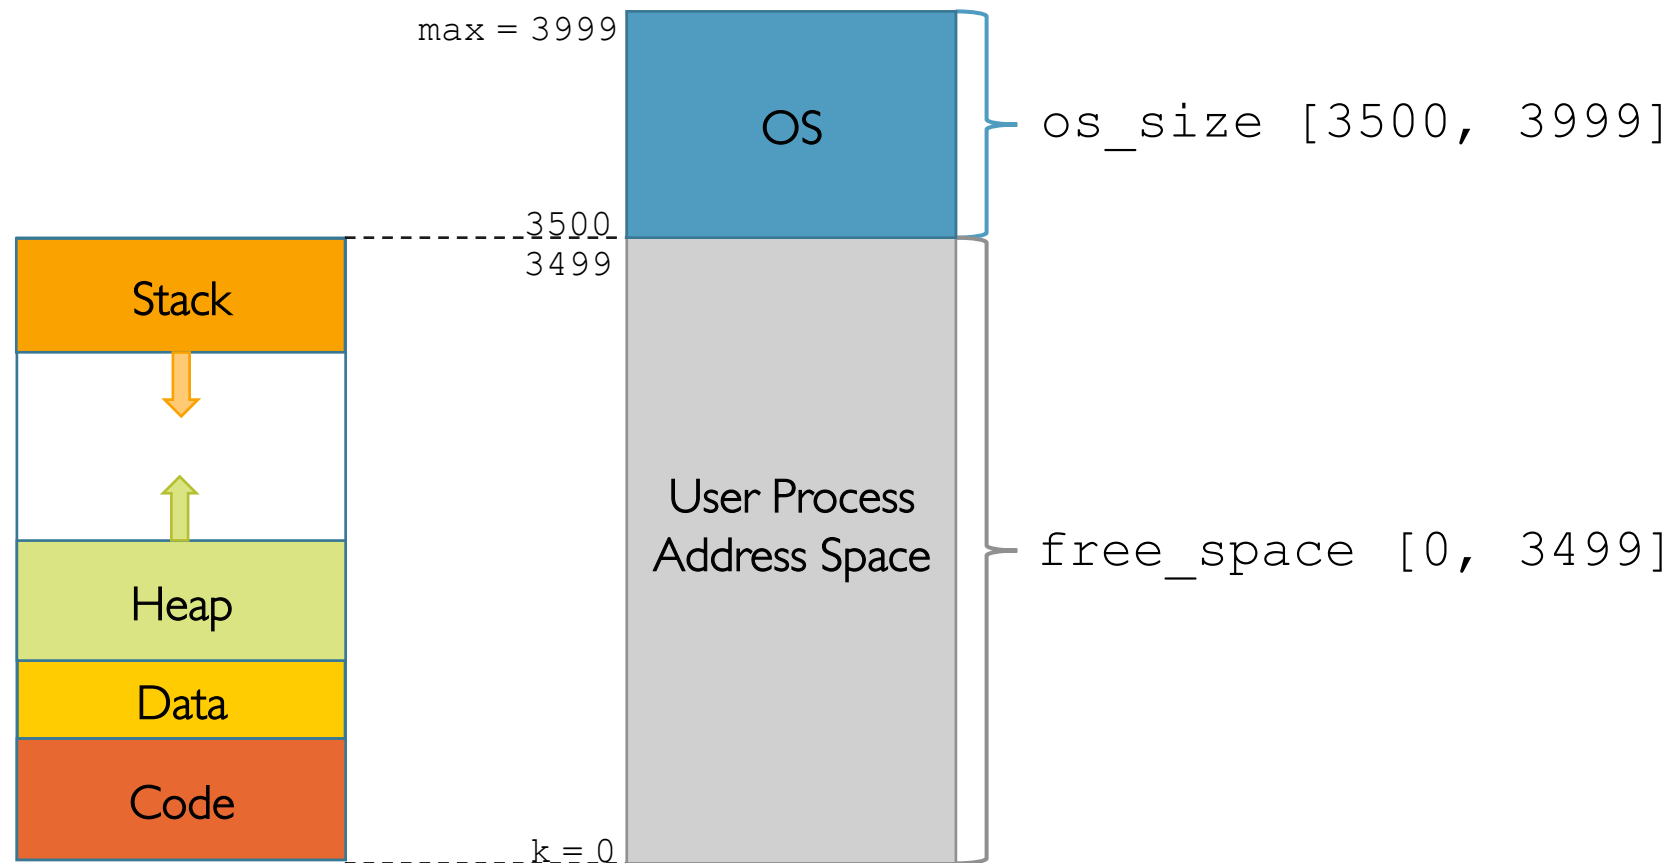 max = 3999
OS
os_size [3500, 3999]
3500
3499
Stack
User Process
Address Space
free_space [0, 3499]
Heap
Data
Code
k = 0